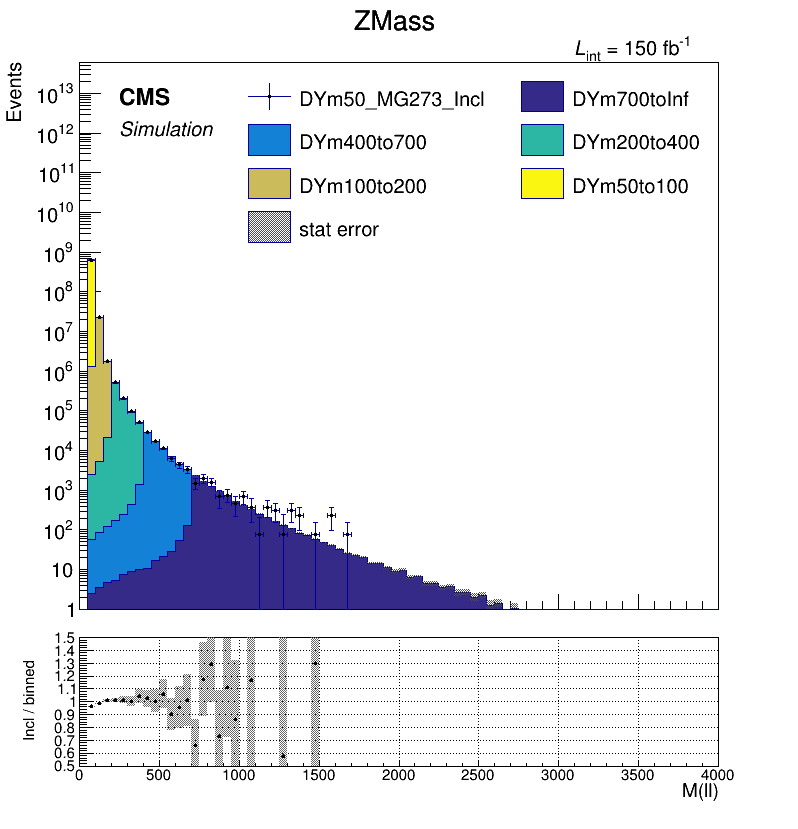 ZMass
L_int = 150 fb^-1
Events
CMS
Simulation
DYm50_MG273_Incl
DYm700toInf
DYm400to700
DYm200to400
DYm100to200
DYm50to100
stat error
10^13
10^12
10^11
10^10
10^9
10^8
10^7
10^6
10^5
10^4
10^3
10^2
10
1
Incl / binned
1.5
1.4
1.3
1.2
1.1
1
0.9
0.8
0.7
0.6
0.5
0 500 1000 1500 2000 2500 3000 3500 4000
M(ll)